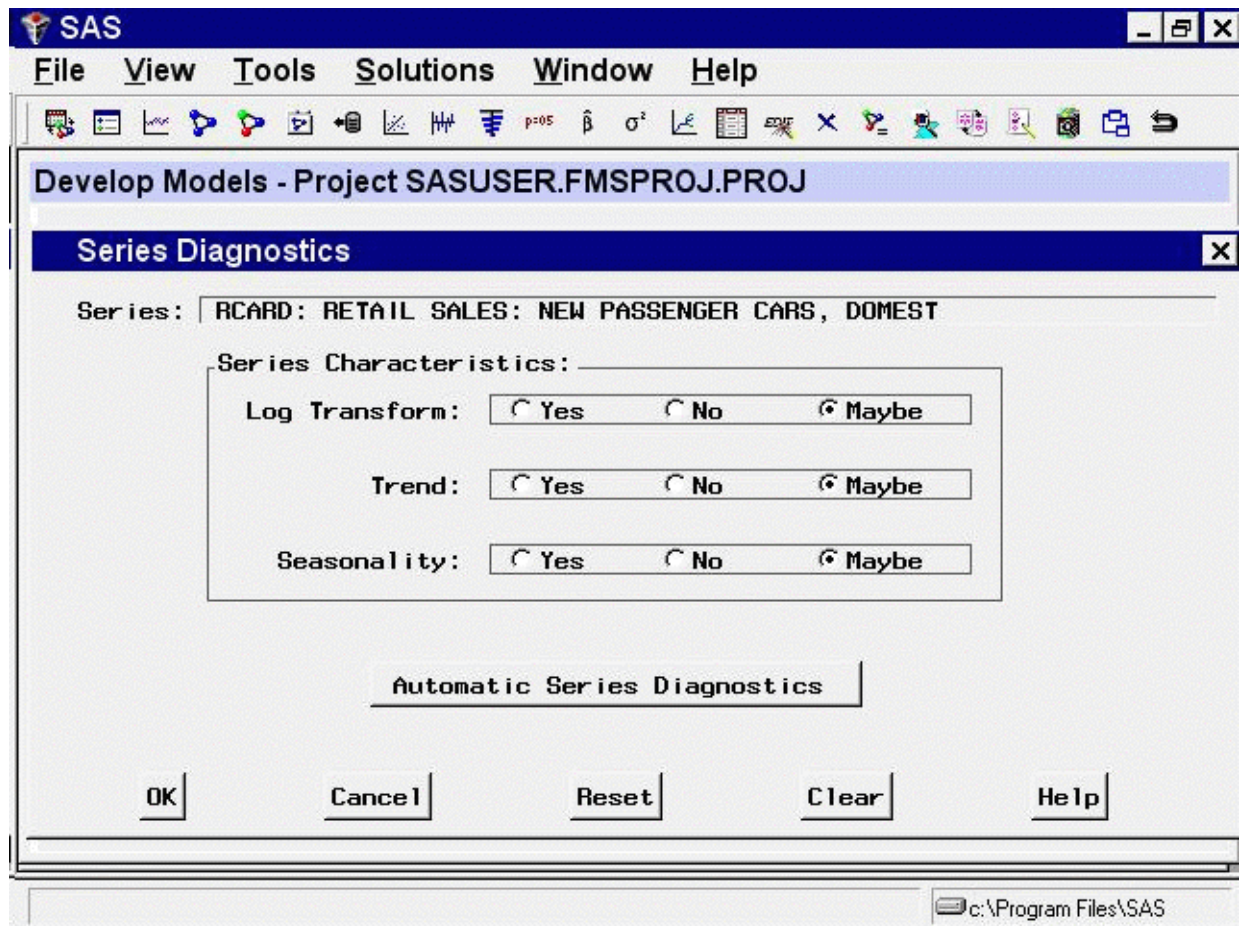 SAS
File View Tools Solutions Window Help
p=05 β̂ σ²
Develop Models - Project SASUSER.FMSPROJ.PROJ
Series Diagnostics
Series: RCARD: RETAIL SALES: NEW PASSENGER CARS, DOMEST
Series Characteristics:
Log Transform: Yes No Maybe
Trend: Yes No Maybe
Seasonality: Yes No Maybe
Automatic Series Diagnostics
OK Cancel Reset Clear Help
c:\Program Files\SAS